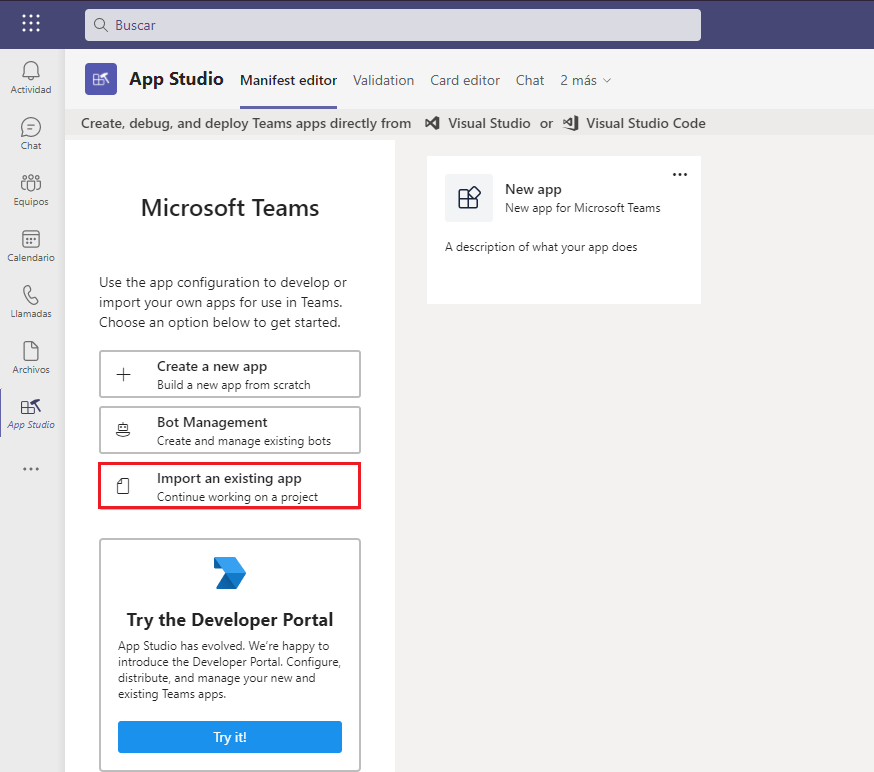 Buscar
Actividad
Chat
Equipos
Calendario
Llamadas
Archivos
App Studio
App Studio Manifest editor Validation Card editor Chat 2 más
Create, debug, and deploy Teams apps directly from Visual Studio or Visual Studio Code
Microsoft Teams
Use the app configuration to develop or
import your own apps for use in Teams.
Choose an option below to get started.
Create a new app
Build a new app from scratch
Bot Management
Create and manage existing bots
Import an existing app
Continue working on a project
Try the Developer Portal
App Studio has evolved. We’re happy to
introduce the Developer Portal. Configure,
distribute, and manage your new and
existing Teams apps.
Try it!
New app
New app for Microsoft Teams
A description of what your app does